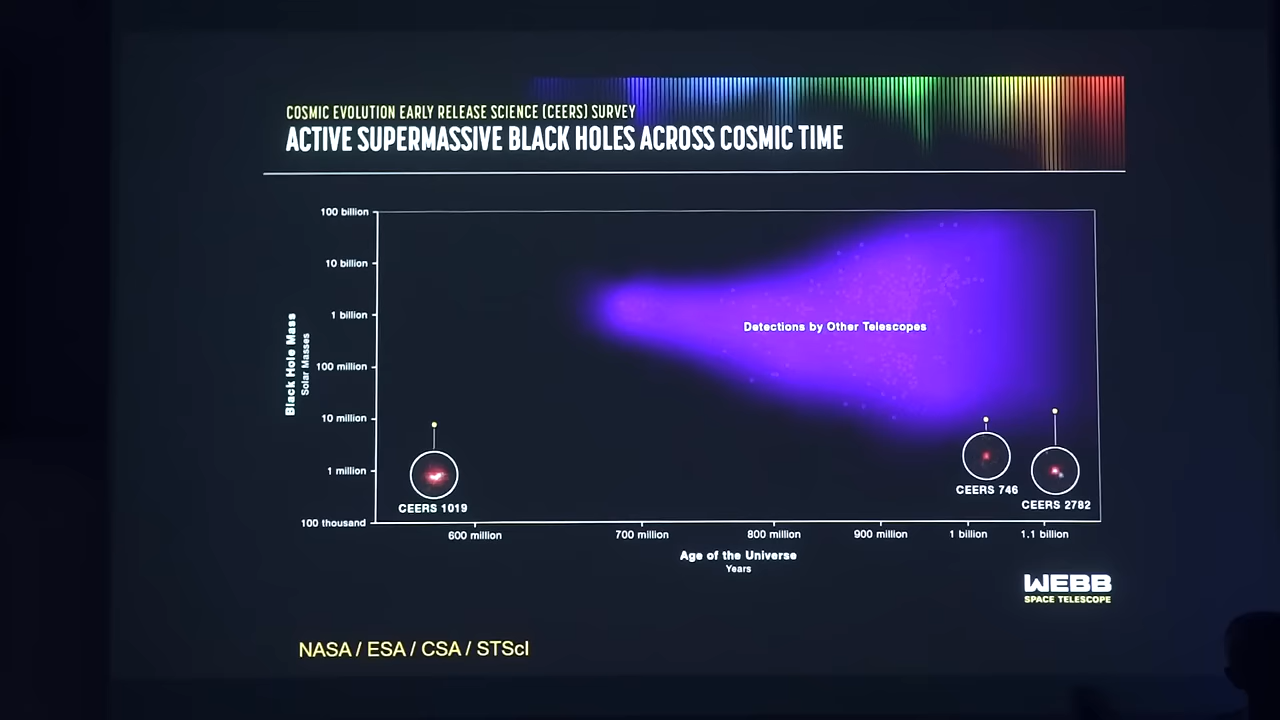 COSMIC EVOLUTION EARLY RELEASE SCIENCE (CEERS) SURVEY
ACTIVE SUPERMASSIVE BLACK HOLES ACROSS COSMIC TIME
100 billion
10 billion
1 billion
100 million
10 million
1 million
100 thousand
Black Hole Mass
Solar Masses
Detections by Other Telescopes
CEERS 1019
CEERS 746
CEERS 2782
600 million
700 million
800 million
900 million
1 billion
1.1 billion
Age of the Universe
Years
WEBB
SPACE TELESCOPE
NASA / ESA / CSA / STScI